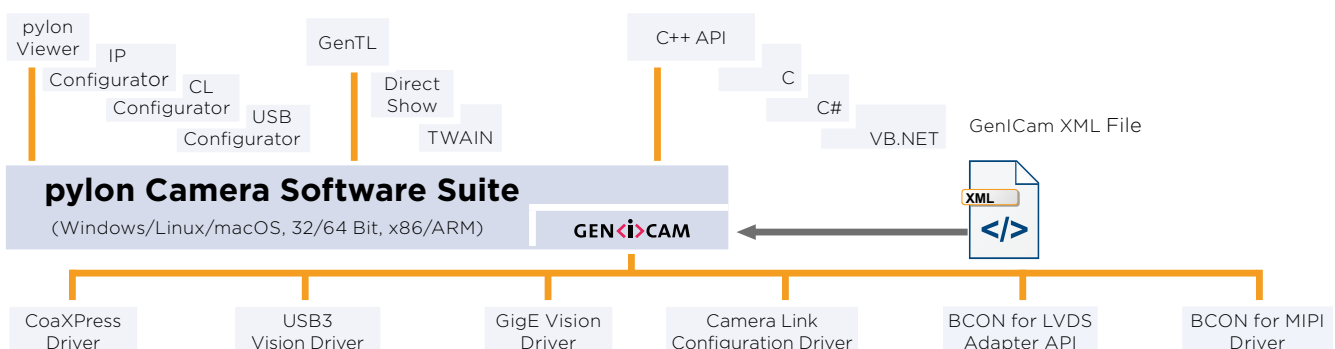 pylon
Viewer
IP
Configurator
CL
Configurator
USB
Configurator
GenTL
Direct
Show
TWAIN
C++ API
C
C#
VB.NET
GenICam XML File
XML
</>
pylon Camera Software Suite
(Windows/Linux/macOS, 32/64 Bit, x86/ARM)
GEN<i>CAM
CoaXPress
Driver
USB3
Vision Driver
GigE Vision
Driver
Camera Link
Configuration Driver
BCON for LVDS
Adapter API
BCON for MIPI
Driver